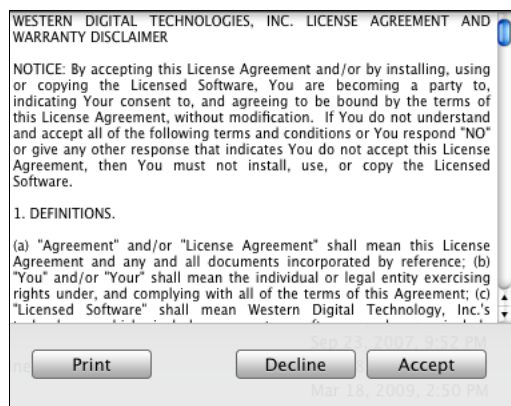 WESTERN DIGITAL TECHNOLOGIES, INC. LICENSE AGREEMENT AND
WARRANTY DISCLAIMER
NOTICE: By accepting this License Agreement and/or by installing, using
or copying the Licensed Software, You are becoming a party to,
indicating Your consent to, and agreeing to be bound by the terms of
this License Agreement, without modification. If You do not understand
and accept all of the following terms and conditions or You respond "NO"
or give any other response that indicates You do not accept this License
Agreement, then You must not install, use, or copy the Licensed
Software.
1. DEFINITIONS.
(a) "Agreement" and/or "License Agreement" shall mean this License
Agreement and any and all documents incorporated by reference; (b)
"You" and/or "Your" shall mean the individual or legal entity exercising
rights under, and complying with all of the terms of this Agreement; (c)
"Licensed Software" shall mean Western Digital Technology, Inc.'s
Sep 23, 2007, 9:52 PM
Print Decline Accept
Mar 18, 2009, 2:50 PM